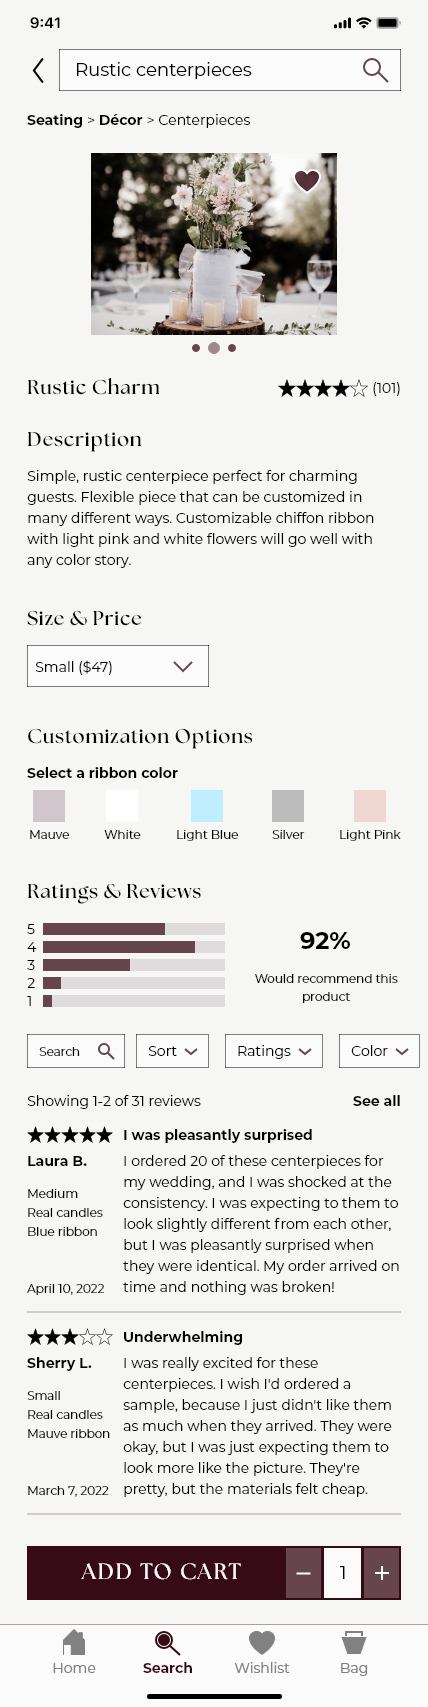 9:41
Rustic centerpieces
Seating > Décor > Centerpieces
Rustic Charm
(101)
Description
Simple, rustic centerpiece perfect for charming
guests. Flexible piece that can be customized in
many different ways. Customizable chiffon ribbon
with light pink and white flowers will go well with
any color story.
Size & Price
Small ($47)
Customization Options
Select a ribbon color
Mauve White Light Blue Silver Light Pink
Ratings & Reviews
5
4
3
2
1
92%
Would recommend this
product
Search Sort Ratings Color
Showing 1-2 of 31 reviews See all
I was pleasantly surprised
Laura B.
Medium
Real candles
Blue ribbon
April 10, 2022
I ordered 20 of these centerpieces for
my wedding, and I was shocked at the
consistency. I was expecting to them to
look slightly different from each other,
but I was pleasantly surprised when
they were identical. My order arrived on
time and nothing was broken!
Underwhelming
Sherry L.
Small
Real candles
Mauve ribbon
March 7, 2022
I was really excited for these
centerpieces. I wish I'd ordered a
sample, because I just didn't like them
as much when they arrived. They were
okay, but I was just expecting them to
look more like the picture. They're
pretty, but the materials felt cheap.
ADD TO CART − 1 +
Home Search Wishlist Bag